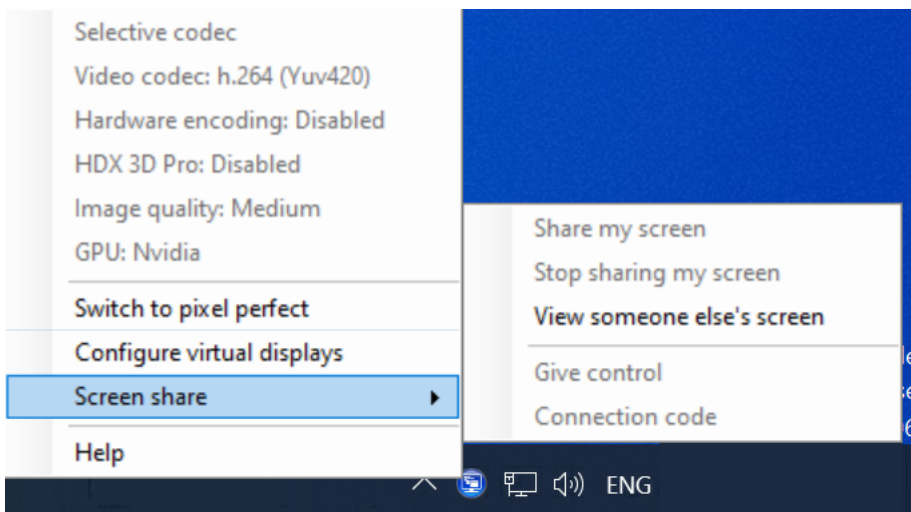 Selective codec
Video codec: h.264 (Yuv420)
Hardware encoding: Disabled
HDX 3D Pro: Disabled
Image quality: Medium
GPU: Nvidia
Switch to pixel perfect
Configure virtual displays
Screen share
Help
Share my screen
Stop sharing my screen
View someone else's screen
Give control
Connection code
ENG